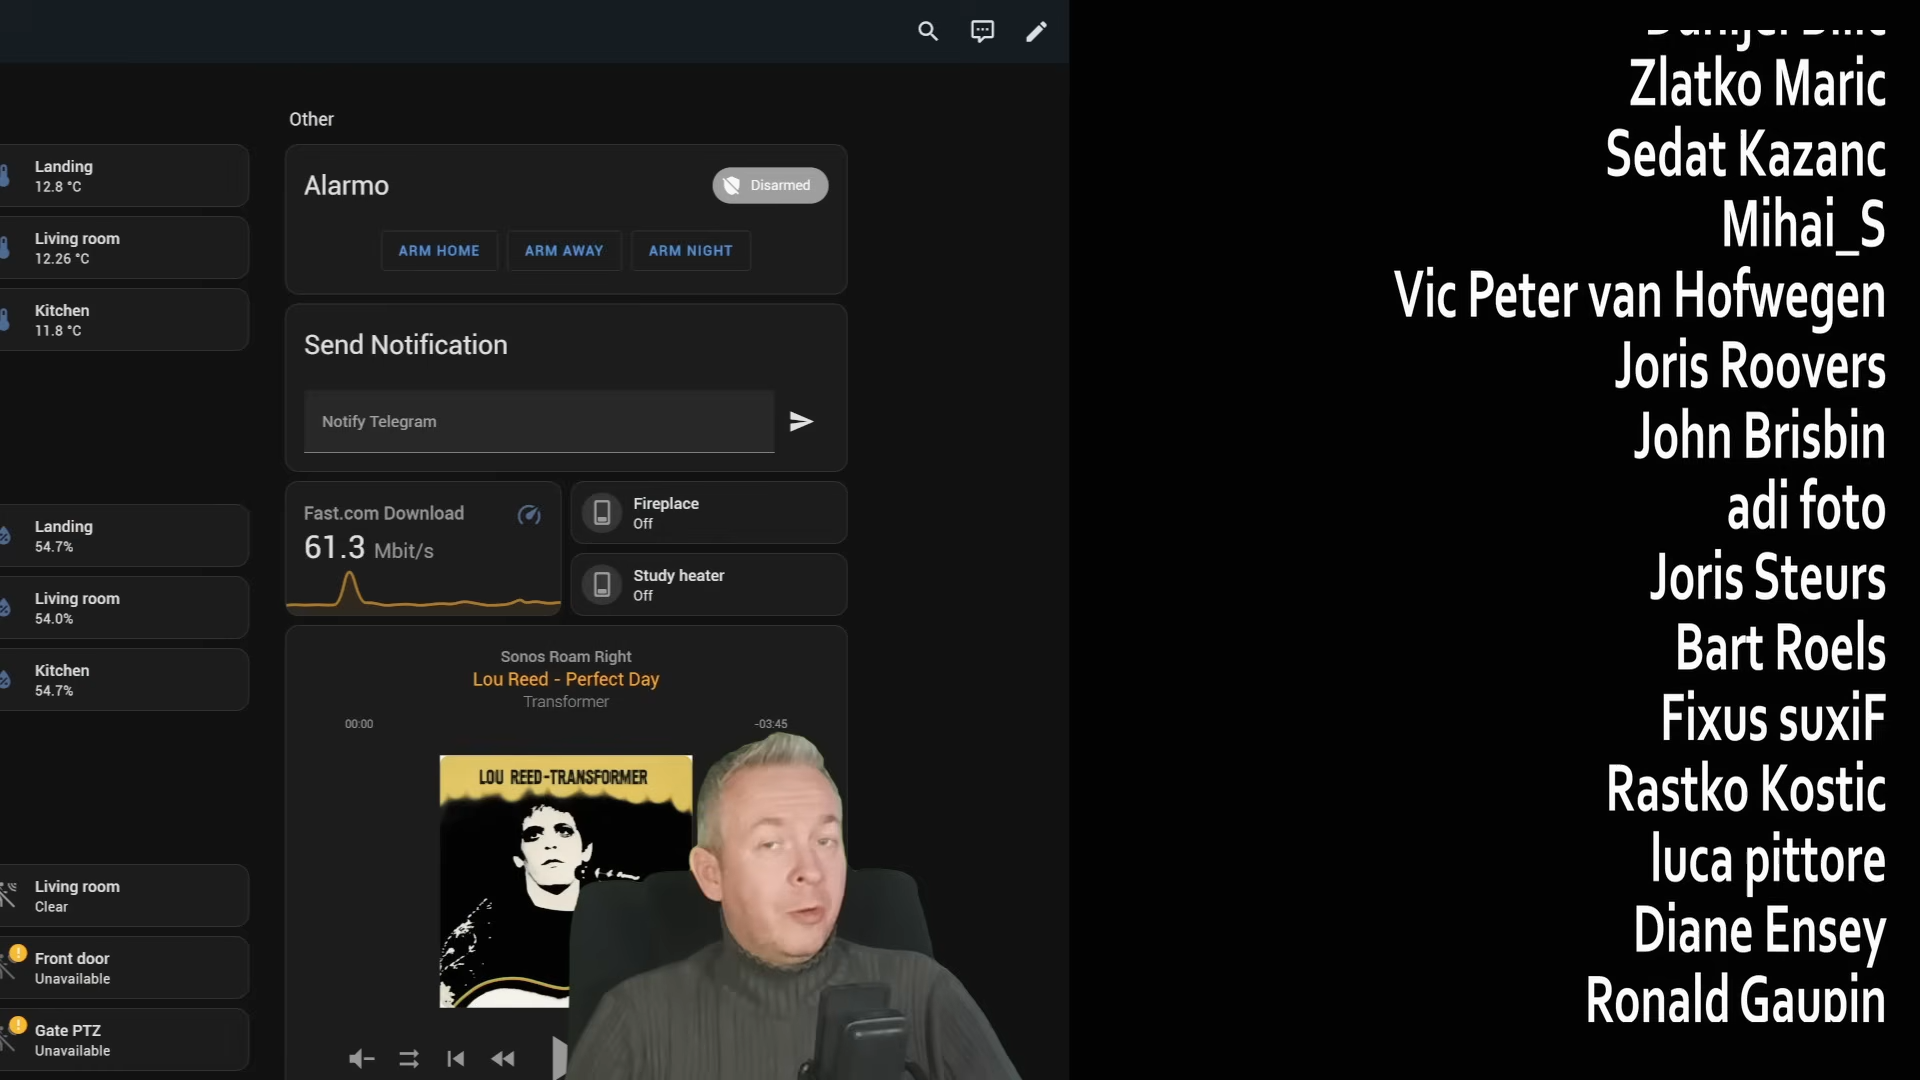 Landing
12.8 °C
Living room
12.26 °C
Kitchen
11.8 °C
Landing
54.7%
Living room
54.0%
Kitchen
54.7%
Living room
Clear
Front door
Unavailable
Gate PTZ
Unavailable
Other
Alarmo
Disarmed
ARM HOME
ARM AWAY
ARM NIGHT
Send Notification
Notify Telegram
Fast.com Download
61.3 Mbit/s
Fireplace
Off
Study heater
Off
Sonos Roam Right
Lou Reed - Perfect Day
Transformer
00:00
-03:45
LOU REED-TRANSFORMER
Zlatko Maric
Sedat Kazanc
Mihai_S
Vic Peter van Hofwegen
Joris Roovers
John Brisbin
adi foto
Joris Steurs
Bart Roels
Fixus suxiF
Rastko Kostic
luca pittore
Diane Ensey
Ronald Gaupin